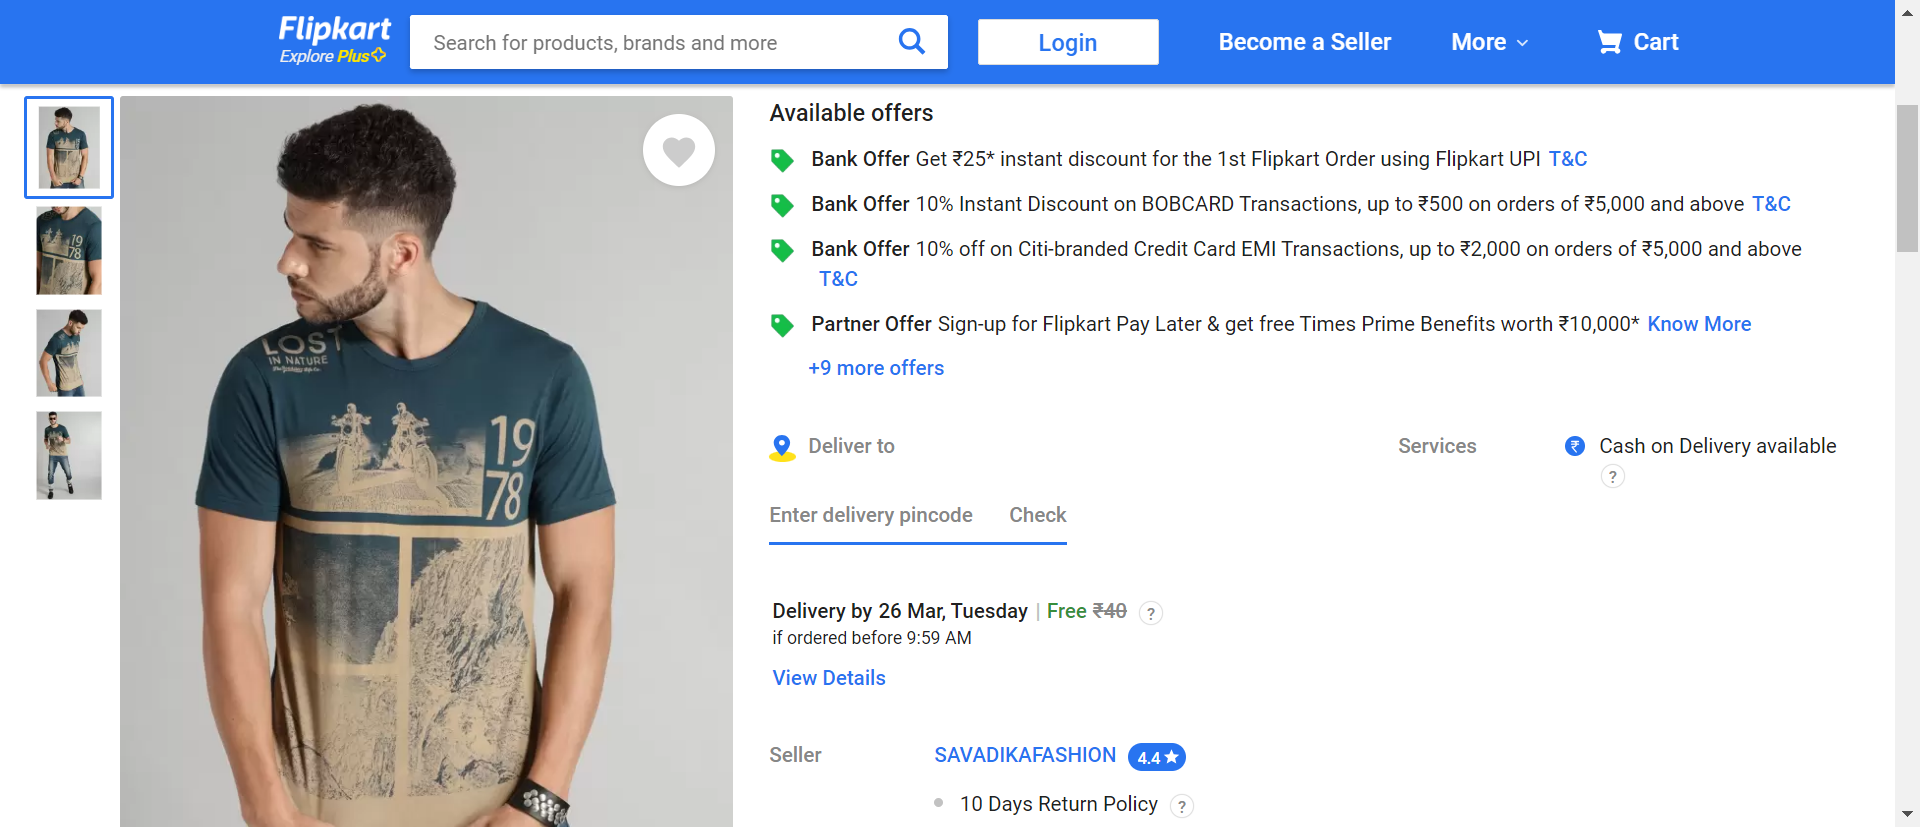 Flipkart
Explore Plus
Search for products, brands and more
Login
Become a Seller
More
Cart
LOST
IN NATURE
19
78
19
78
Available offers
Bank Offer Get ₹25* instant discount for the 1st Flipkart Order using Flipkart UPI T&C
Bank Offer 10% Instant Discount on BOBCARD Transactions, up to ₹500 on orders of ₹5,000 and above T&C
Bank Offer 10% off on Citi-branded Credit Card EMI Transactions, up to ₹2,000 on orders of ₹5,000 and above
T&C
Partner Offer Sign-up for Flipkart Pay Later & get free Times Prime Benefits worth ₹10,000* Know More
+9 more offers
Deliver to
Services
₹ Cash on Delivery available
?
Enter delivery pincode Check
Delivery by 26 Mar, Tuesday | Free ₹40 ?
if ordered before 9:59 AM
View Details
Seller
SAVADIKAFASHION 4.4★
10 Days Return Policy ?